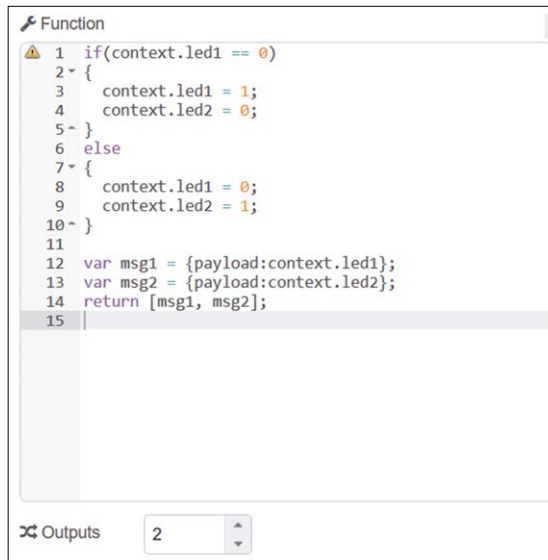 Function
1 if(context.led1 == 0)
2 {
3   context.led1 = 1;
4   context.led2 = 0;
5 }
6 else
7 {
8   context.led1 = 0;
9   context.led2 = 1;
10 }
11
12 var msg1 = {payload:context.led1};
13 var msg2 = {payload:context.led2};
14 return [msg1, msg2];
15
Outputs 2